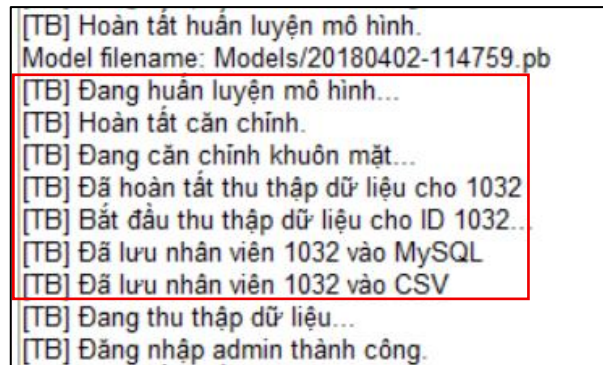 [TB] Hoàn tất huấn luyện mô hình.
Model filename: Models/20180402-114759.pb
[TB] Đang huấn luyện mô hình...
[TB] Hoàn tất căn chỉnh.
[TB] Đang căn chỉnh khuôn mặt...
[TB] Đã hoàn tất thu thập dữ liệu cho 1032
[TB] Bắt đầu thu thập dữ liệu cho ID 1032...
[TB] Đã lưu nhân viên 1032 vào MySQL
[TB] Đã lưu nhân viên 1032 vào CSV
[TB] Đang thu thập dữ liệu...
[TB] Đăng nhập admin thành công.